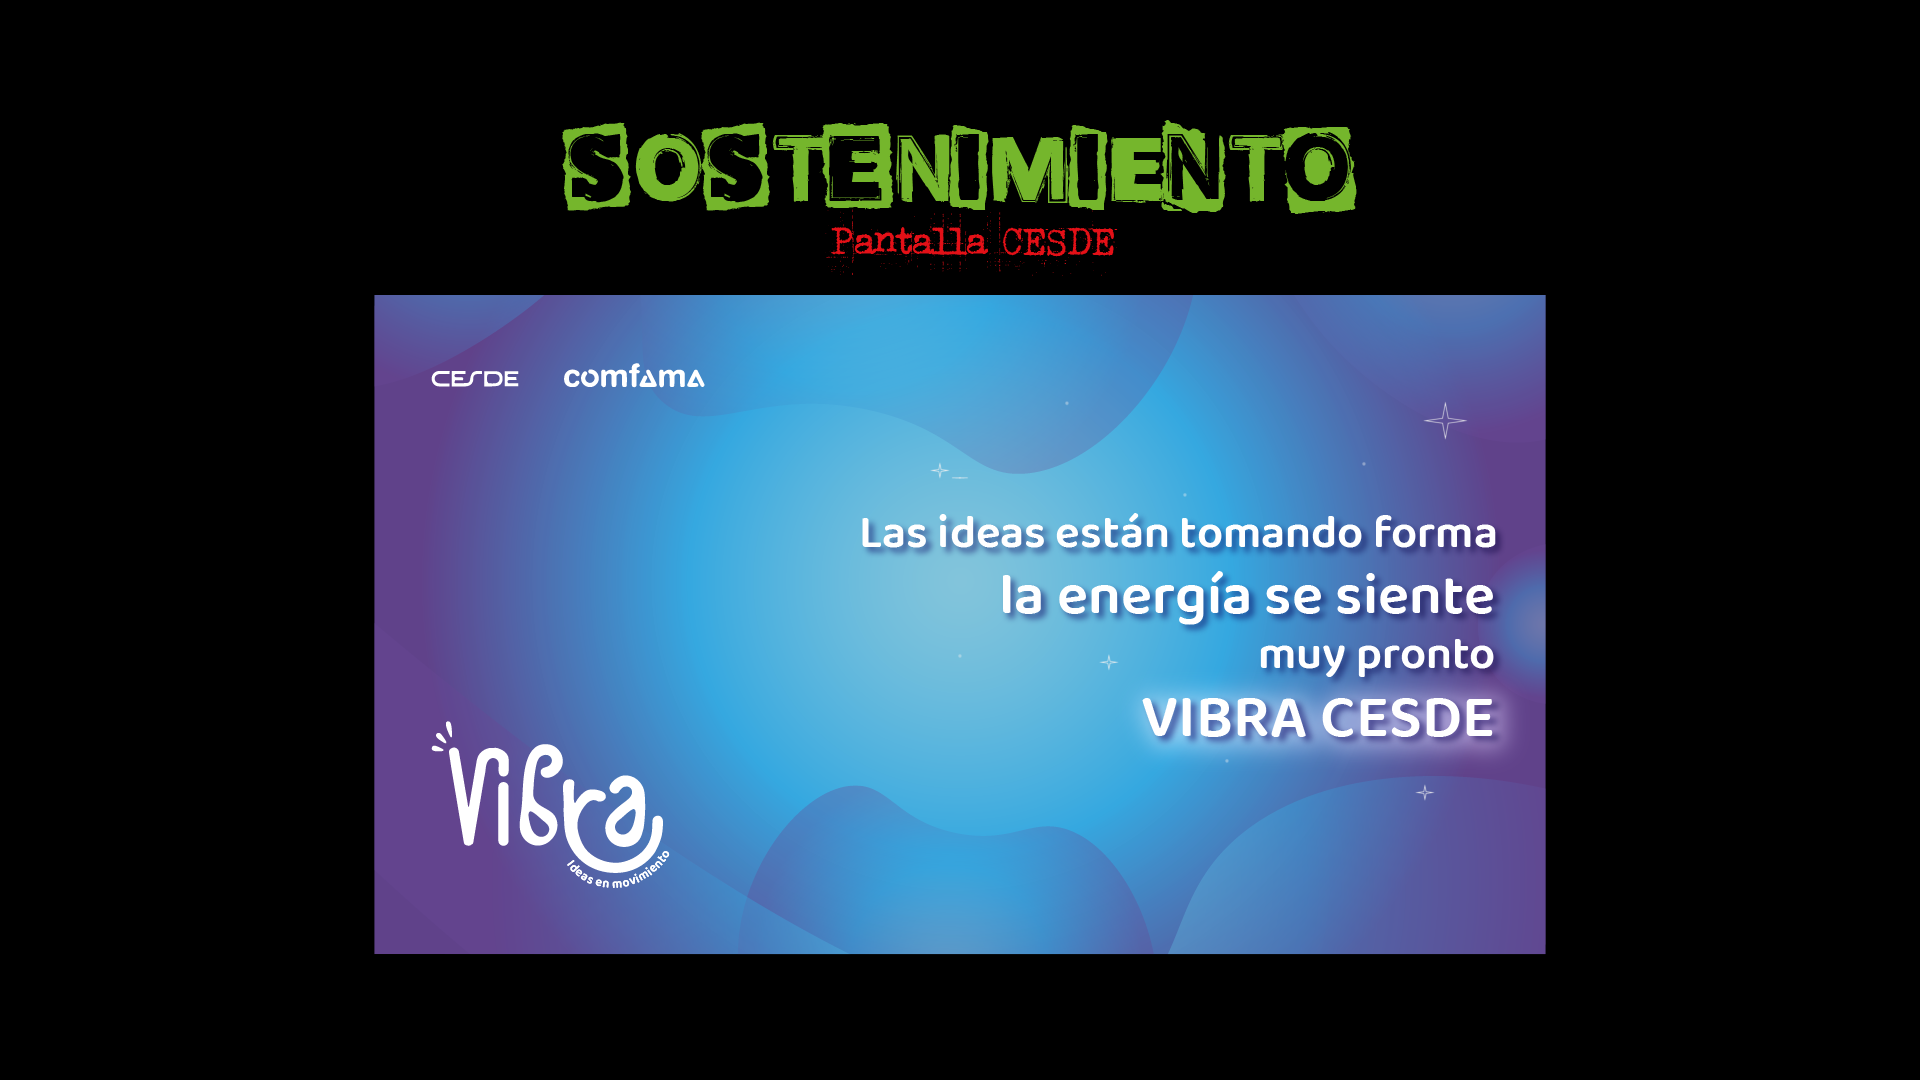 SOSTENIMIENTO
Pantalla CESDE
CESDE comfama
Las ideas están tomando forma
la energía se siente
muy pronto
VIBRA CESDE
Vibra
Ideas en movimiento